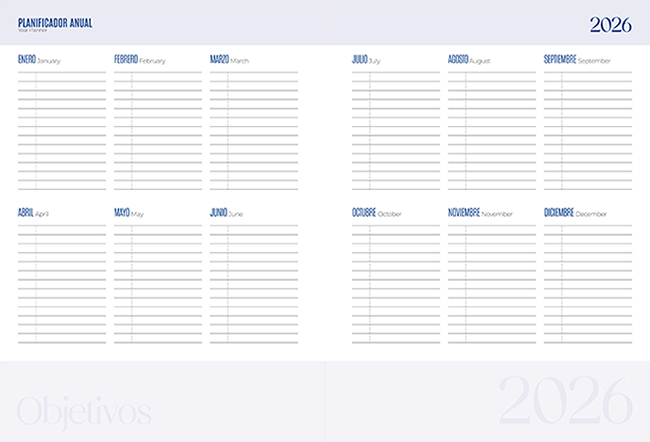 PLANIFICADOR ANUAL
Year Planner
2026
ENERO January
FEBRERO February
MARZO March
JULIO July
AGOSTO August
SEPTIEMBRE September
ABRIL April
MAYO May
JUNIO June
OCTUBRE October
NOVIEMBRE November
DICIEMBRE December
Objetivos
2026